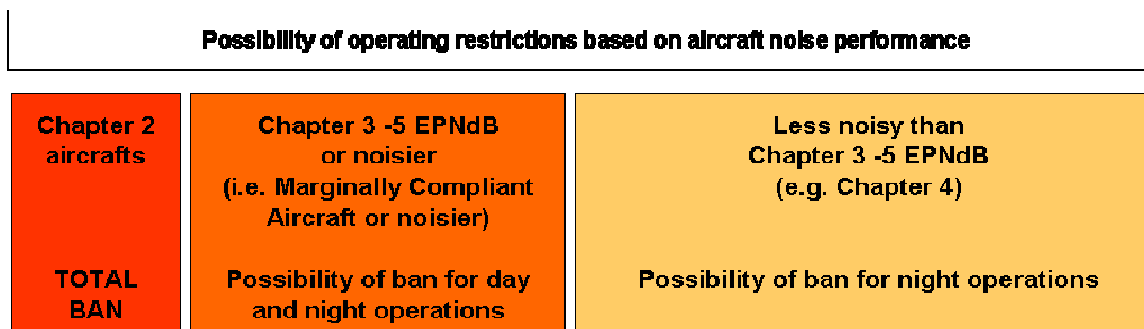 Possibility of operating restrictions based on aircraft noise performance
Chapter 2
aircrafts
TOTAL
BAN
Chapter 3 -5 EPNdB
or noisier
(i.e. Marginally Compliant
Aircraft or noisier)
Possibility of ban for day
and night operations
Less noisy than
Chapter 3 -5 EPNdB
(e.g. Chapter 4)
Possibility of ban for night operations